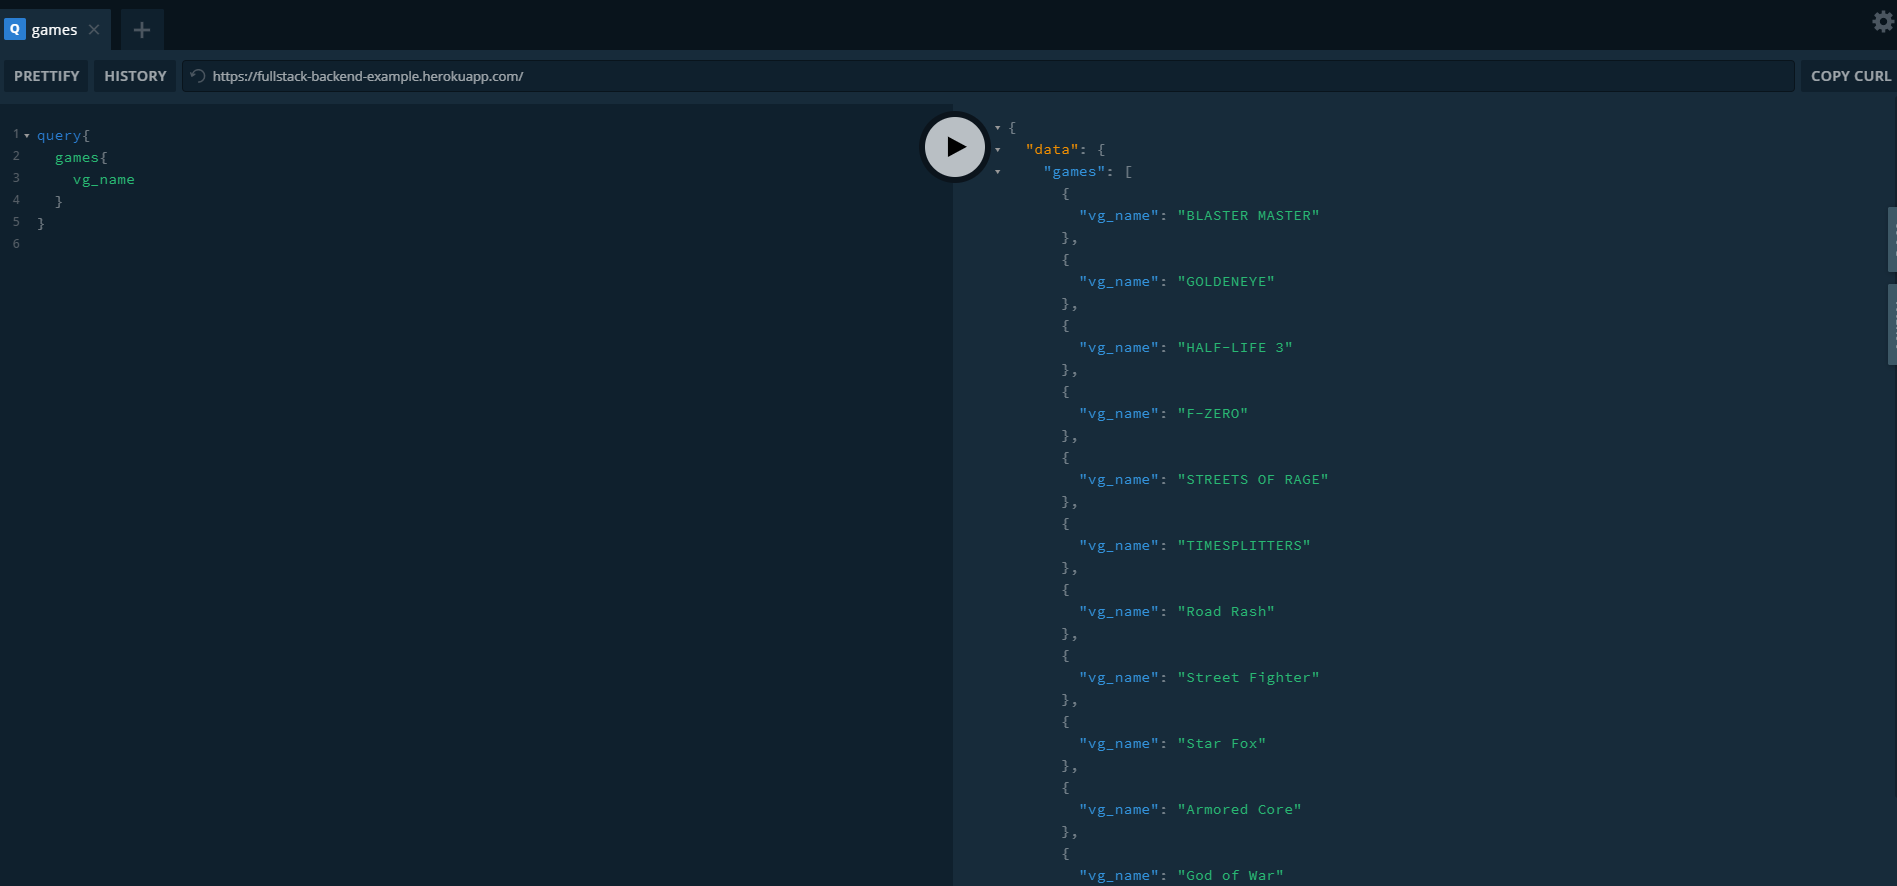 Q games
PRETTIFY HISTORY https://fullstack-backend-example.herokuapp.com/ COPY CURL
1 query{
2 games{
3 vg_name
4 }
5 }
6
{
"data": {
"games": [
{
"vg_name": "BLASTER MASTER"
},
{
"vg_name": "GOLDENEYE"
},
{
"vg_name": "HALF-LIFE 3"
},
{
"vg_name": "F-ZERO"
},
{
"vg_name": "STREETS OF RAGE"
},
{
"vg_name": "TIMESPLITTERS"
},
{
"vg_name": "Road Rash"
},
{
"vg_name": "Street Fighter"
},
{
"vg_name": "Star Fox"
},
{
"vg_name": "Armored Core"
},
{
"vg_name": "God of War"